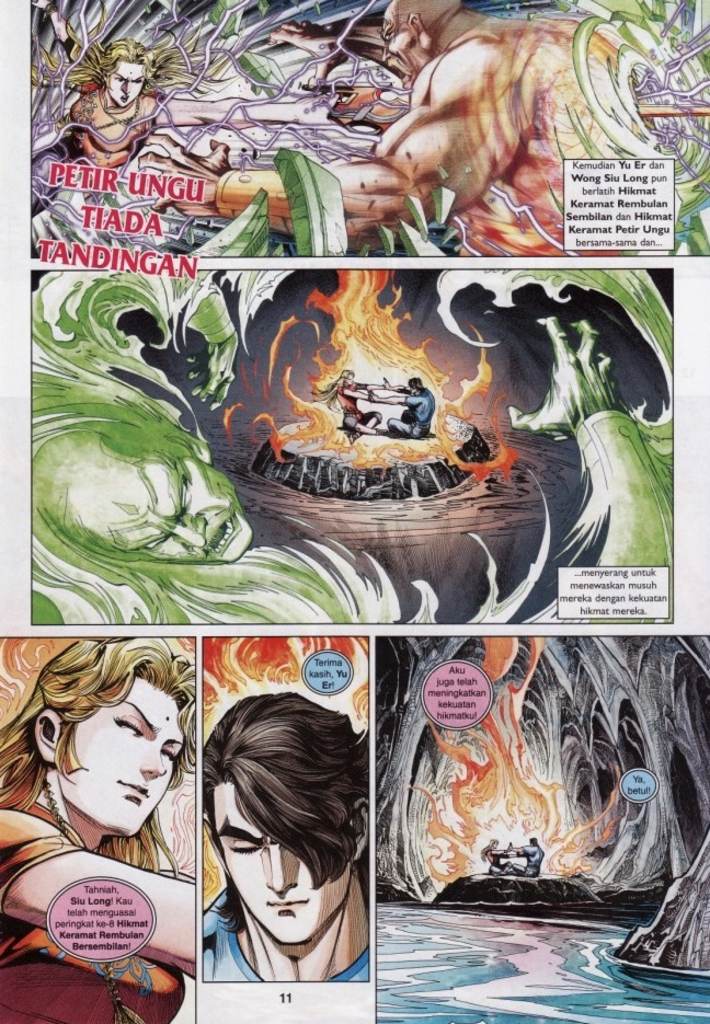 PETIR UNGU
TIADA
TANDINGAN
Kemudian Yu Er dan
Wong Siu Long pun
berlatih Hikmat
Keramat Rembulan
Sembilan dan Hikmat
Keramat Petir Ungu
bersama-sama dan...
...menyerang untuk
menewaskan musuh
mereka dengan kekuatan
hikmat mereka.
Tahniah,
Siu Long! Kau
telah menguasai
peringkat ke-8 Hikmat
Keramat Rembulan
Bersembilan!
Terima
kasih, Yu
Er!
Aku
juga telah
meningkatkan
kekuatan
hikmatku!
Ya,
betul!
11